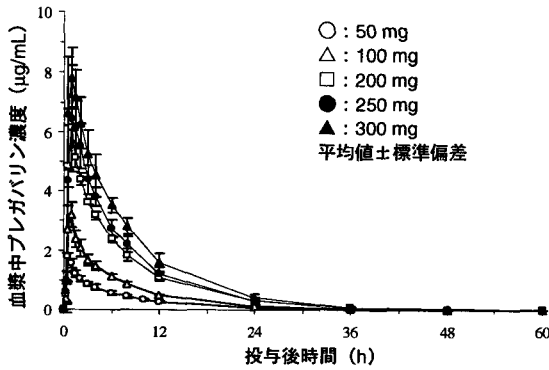 血漿中プレガバリン濃度 (μg/mL)
10
8
6
4
2
0
○ : 50 mg
△ : 100 mg
□ : 200 mg
● : 250 mg
▲ : 300 mg
平均値±標準偏差
0 12 24 36 48 60
投与後時間 (h)